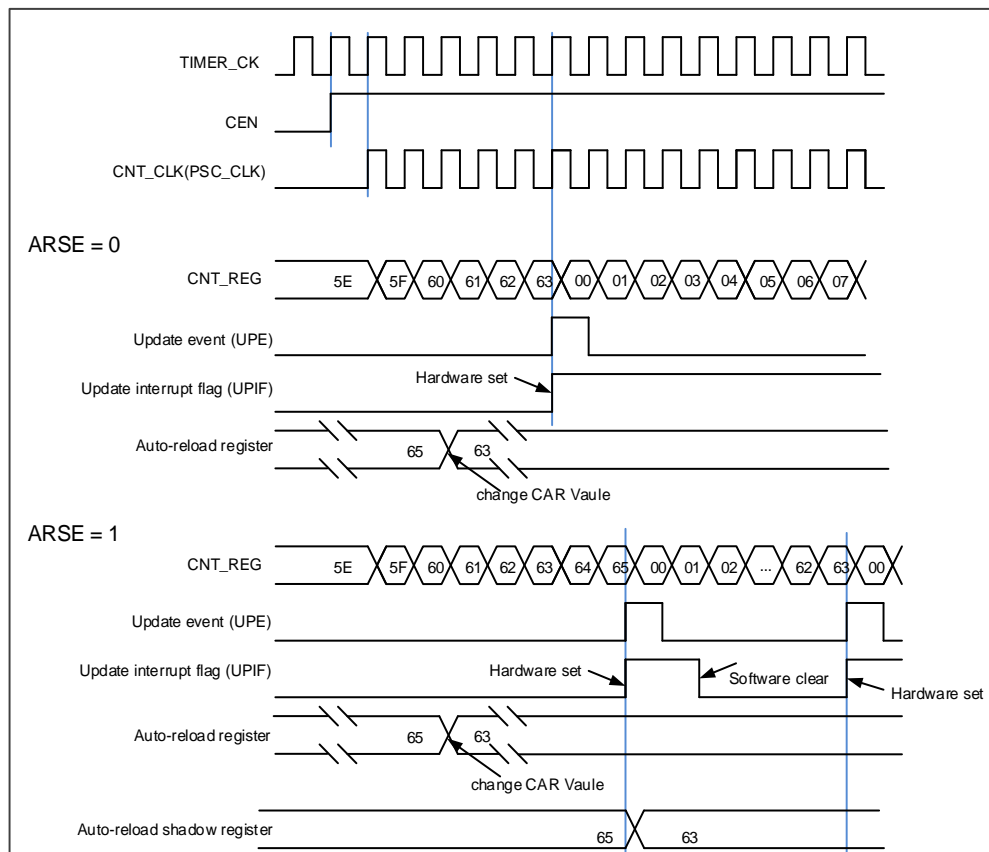 TIMER_CK
CEN
CNT_CLK(PSC_CLK)
ARSE = 0
CNT_REG 5E 5F 60 61 62 63 00 01 02 03 04 05 06 07
Update event (UPE)
Hardware set
Update interrupt flag (UPIF)
Auto-reload register 65 63
change CAR Vaule
ARSE = 1
CNT_REG 5E 5F 60 61 62 63 64 65 00 01 02 ... 62 63 00
Update event (UPE)
Update interrupt flag (UPIF) Hardware set Software clear Hardware set
Auto-reload register 65 63
change CAR Vaule
Auto-reload shadow register 65 63